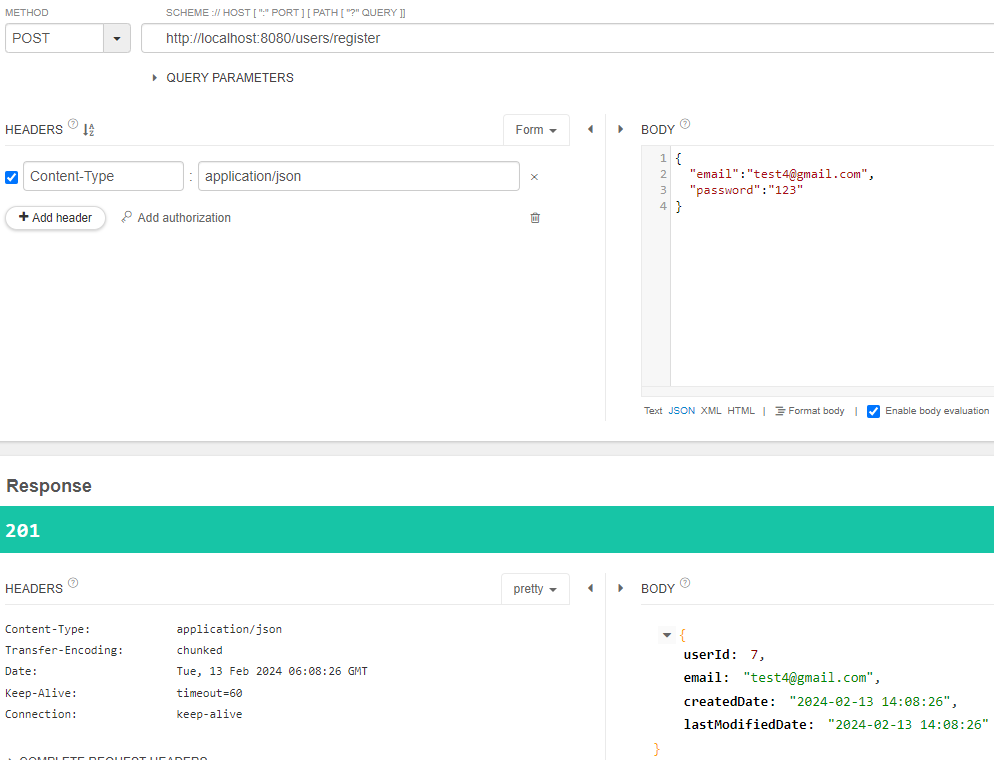 METHOD
SCHEME :// HOST [ ":" PORT ] [ PATH [ "?" QUERY ]]
POST
http://localhost:8080/users/register
QUERY PARAMETERS
HEADERS ? A Z
Form
Content-Type : application/json ×
+ Add header
Add authorization
BODY ?
1 {
2 "email":"test4@gmail.com",
3 "password":"123"
4 }
Text JSON XML HTML | Format body | Enable body evaluation
Response
201
HEADERS ?
pretty
Content-Type: application/json
Transfer-Encoding: chunked
Date: Tue, 13 Feb 2024 06:08:26 GMT
Keep-Alive: timeout=60
Connection: keep-alive
COMPLETE REQUEST HEADERS
BODY ?
{
userId: 7,
email: "test4@gmail.com",
createdDate: "2024-02-13 14:08:26",
lastModifiedDate: "2024-02-13 14:08:26"
}